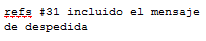 refs #31 incluido el mensaje
de despedida